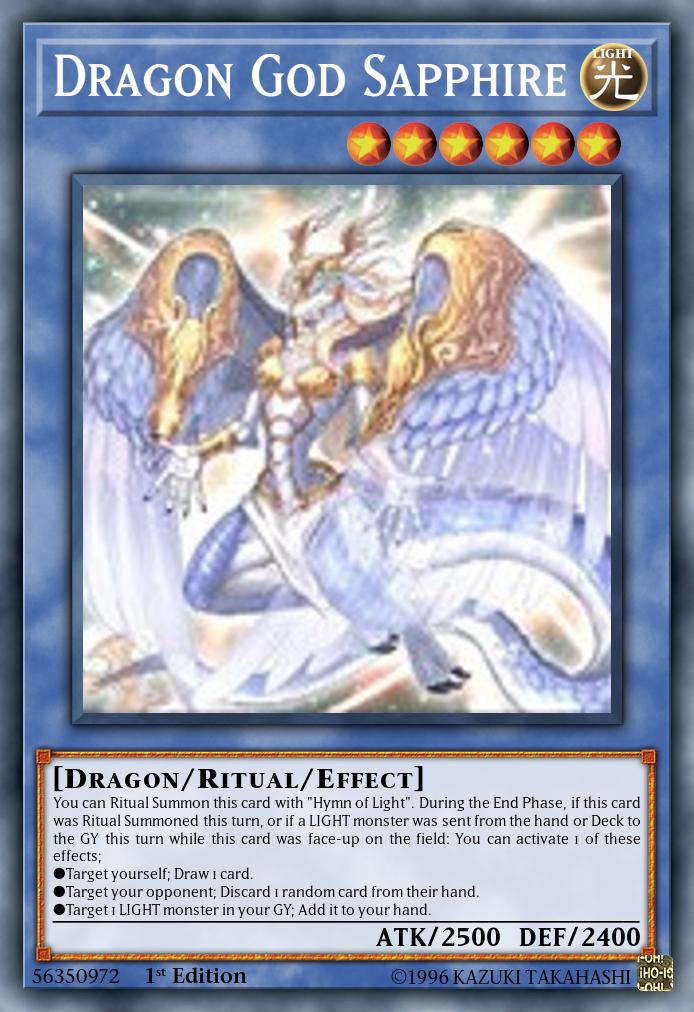 DRAGON GOD SAPPHIRE
LIGHT
光
[DRAGON/RITUAL/EFFECT]
You can Ritual Summon this card with "Hymn of Light". During the End Phase, if this card
was Ritual Summoned this turn, or if a LIGHT monster was sent from the hand or Deck to
the GY this turn while this card was face-up on the field: You can activate 1 of these
effects;
●Target yourself; Draw 1 card.
●Target your opponent; Discard 1 random card from their hand.
●Target 1 LIGHT monster in your GY; Add it to your hand.
ATK/2500 DEF/2400
56350972 1st Edition ©1996 KAZUKI TAKAHASHI